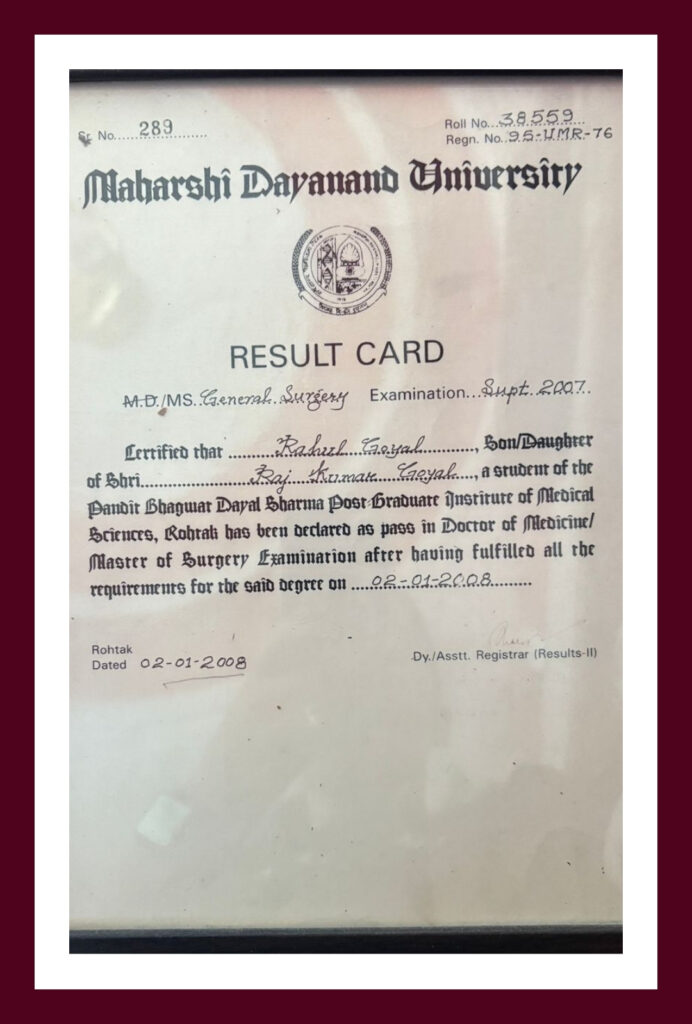 Sr. No......289.........
Roll No...38559...
Regn. No..95-UMR-76
Maharshi Dayanand University
RESULT CARD
M.D./MS. General Surgery Examination...Supt. 2007..
Certified that ..........Rahul Goyal.........., Son/Daughter
of Shri..................Raj Kumar Goyal...., a student of the
Pandit Bhagwat Dayal Sharma Post-Graduate Institute of Medical
Sciences, Rohtak has been declared as pass in Doctor of Medicine/
Master of Surgery Examination after having fulfilled all the
requirements for the said degree on ....02-01-2008........
Rohtak
Dated 02-01-2008
Dy./Asstt. Registrar (Results-II)